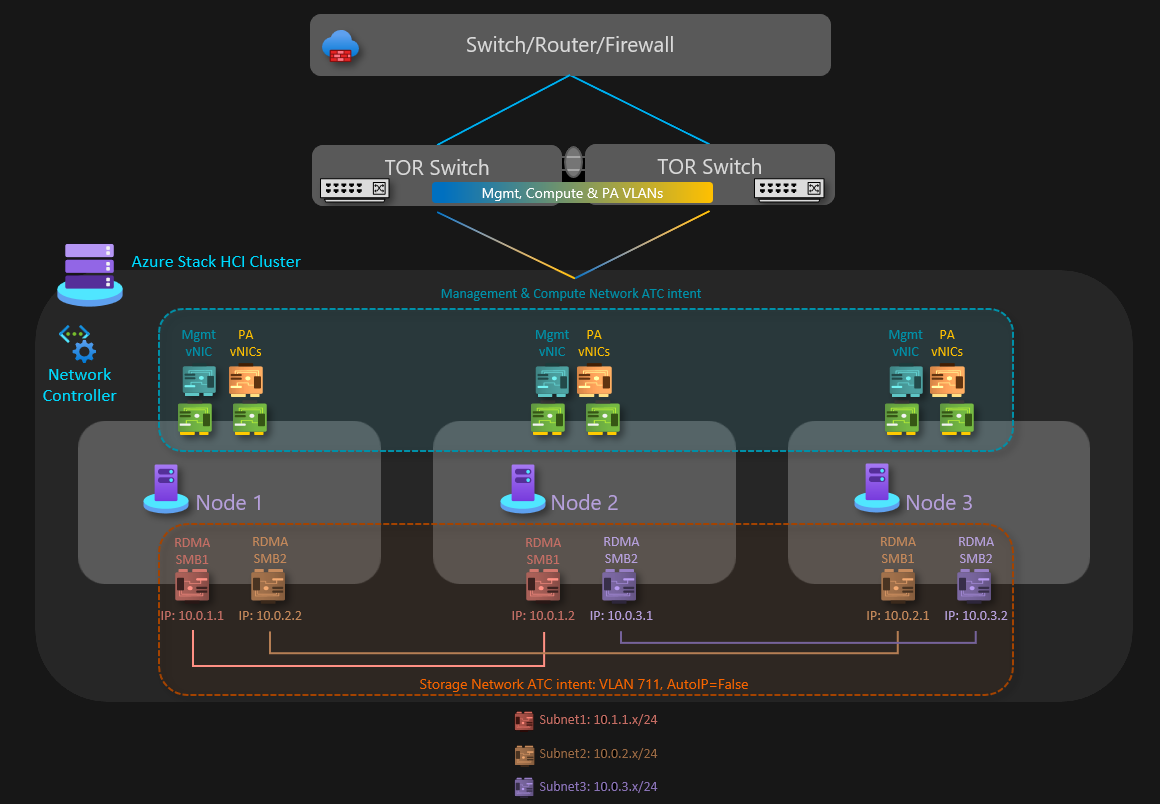 Switch/Router/Firewall
TOR Switch
TOR Switch
Mgmt, Compute & PA VLANs
Azure Stack HCI Cluster
Management & Compute Network ATC intent
Network
Controller
Mgmt
vNIC
PA
vNICs
Mgmt
vNIC
PA
vNICs
Mgmt
vNIC
PA
vNICs
Node 1
Node 2
Node 3
RDMA
SMB1
RDMA
SMB2
RDMA
SMB1
RDMA
SMB2
RDMA
SMB1
RDMA
SMB2
IP: 10.0.1.1
IP: 10.0.2.2
IP: 10.0.1.2
IP: 10.0.3.1
IP: 10.0.2.1
IP: 10.0.3.2
Storage Network ATC intent: VLAN 711, AutoIP=False
Subnet1: 10.1.1.x/24
Subnet2: 10.0.2.x/24
Subnet3: 10.0.3.x/24